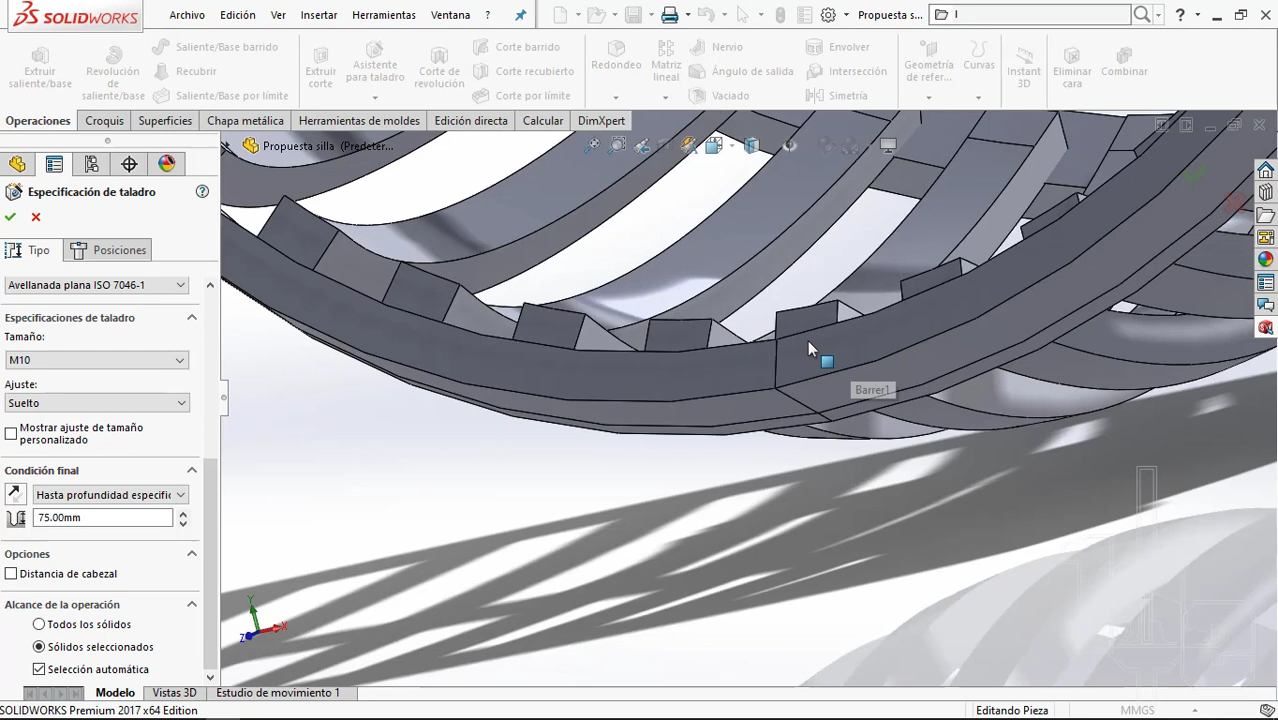 SOLIDWORKS
Archivo Edición Ver Insertar Herramientas Ventana ?
Propuesta s...
I
?
Extruir saliente/base
Revolución de saliente/base
Saliente/Base barrido
Recubrir
Saliente/Base por límite
Extruir corte
Asistente para taladro
Corte de revolución
Corte barrido
Corte recubierto
Corte por límite
Redondeo
Matriz lineal
Nervio
Ángulo de salida
Vaciado
Envolver
Intersección
Simetría
Geometría de refer...
Curvas
Instant 3D
Eliminar cara
Combinar
Operaciones Croquis Superficies Chapa metálica Herramientas de moldes Edición directa Calcular DimXpert
Propuesta silla (Predeter...
Especificación de taladro
?
Tipo Posiciones
Avellanada plana ISO 7046-1
Especificaciones de taladro
Tamaño:
M10
Ajuste:
Suelto
Mostrar ajuste de tamaño
personalizado
Condición final
Hasta profundidad especific
75.00mm
Opciones
Distancia de cabezal
Alcance de la operación
Todos los sólidos
Sólidos seleccionados
Selección automática
Barrer1
Y
X
Z
Modelo Vistas 3D Estudio de movimiento 1
SOLIDWORKS Premium 2017 x64 Edition
Editando Pieza
MMGS